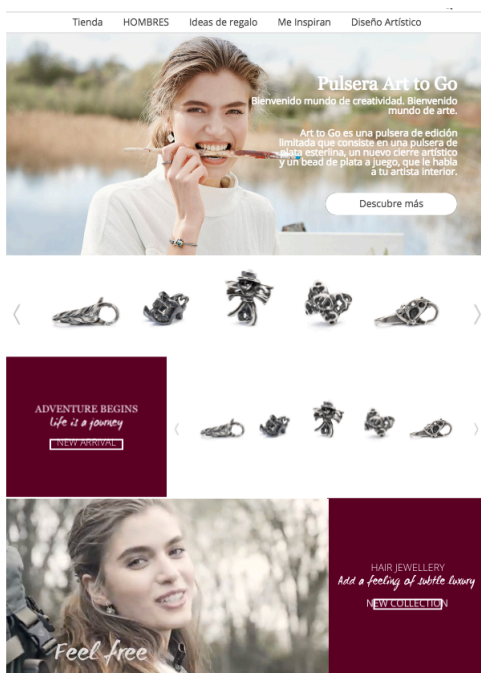 Tienda HOMBRES Ideas de regalo Me Inspiran Diseño Artístico
Pulsera Art to Go
Bienvenido mundo de creatividad. Bienvenido
mundo de arte.
Art to Go es una pulsera de edición
limitada que consiste en una pulsera de
plata esterlina, un nuevo cierre artístico
y un bead de plata a juego, que le habla
a tu artista interior.
Descubre más
ADVENTURE BEGINS
life is a journey
NEW ARRIVAL
HAIR JEWELLERY
Add a feeling of subtle luxury
NEW COLLECTION
Feel free